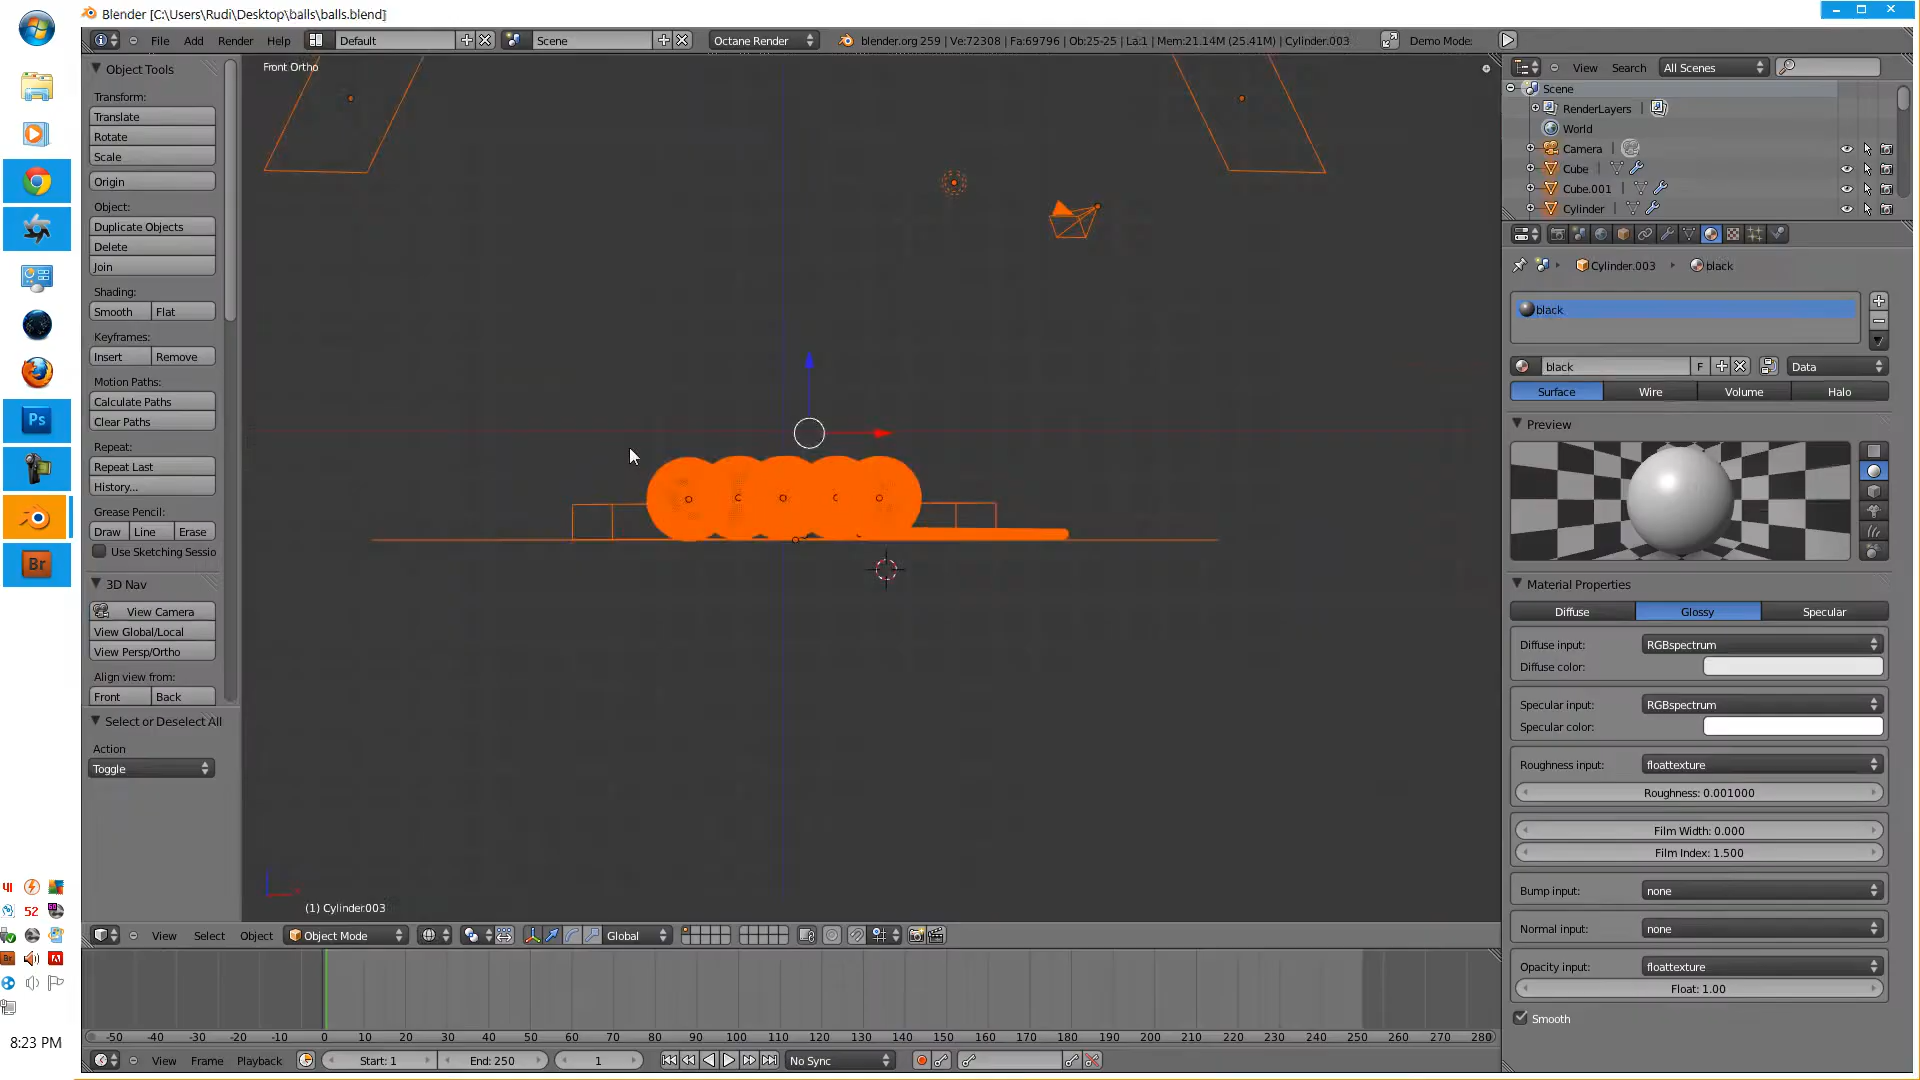 Blender [C:\Users\Rudi\Desktop\balls\balls.blend]
File Add Render Help Default Scene Octane Render blender.org 259 | Ve:72308 | Fa:69796 | Ob:25-25 | La:1 | Mem:21.14M (25.41M) | Cylinder.003 Demo Mode:
Object Tools
Transform:
Translate
Rotate
Scale
Origin
Object:
Duplicate Objects
Delete
Join
Shading:
Smooth Flat
Keyframes:
Insert Remove
Motion Paths:
Calculate Paths
Clear Paths
Repeat:
Repeat Last
History...
Grease Pencil:
Draw Line Erase
Use Sketching Sessio
3D Nav
View Camera
View Global/Local
View Persp/Ortho
Align view from:
Front Back
Select or Deselect All
Action
Toggle
Front Ortho
(1) Cylinder.003
View Select Object Object Mode Global
-50 -40 -30 -20 -10 0 10 20 30 40 50 60 70 80 90 100 110 120 130 140 150 160 170 180 190 200 210 220 230 240 250 260 270 280
View Frame Playback Start: 1 End: 250 1 No Sync
View Search All Scenes
Scene
RenderLayers
World
Camera
Cube
Cube.001
Cylinder
Cylinder.003 black
black
black F Data
Surface Wire Volume Halo
Preview
Material Properties
Diffuse Glossy Specular
Diffuse input: RGBspectrum
Diffuse color:
Specular input: RGBspectrum
Specular color:
Roughness input: floattexture
Roughness: 0.001000
Film Width: 0.000
Film Index: 1.500
Bump input: none
Normal input: none
Opacity input: floattexture
Float: 1.00
Smooth
Ps
Br
52
Br
8:23 PM